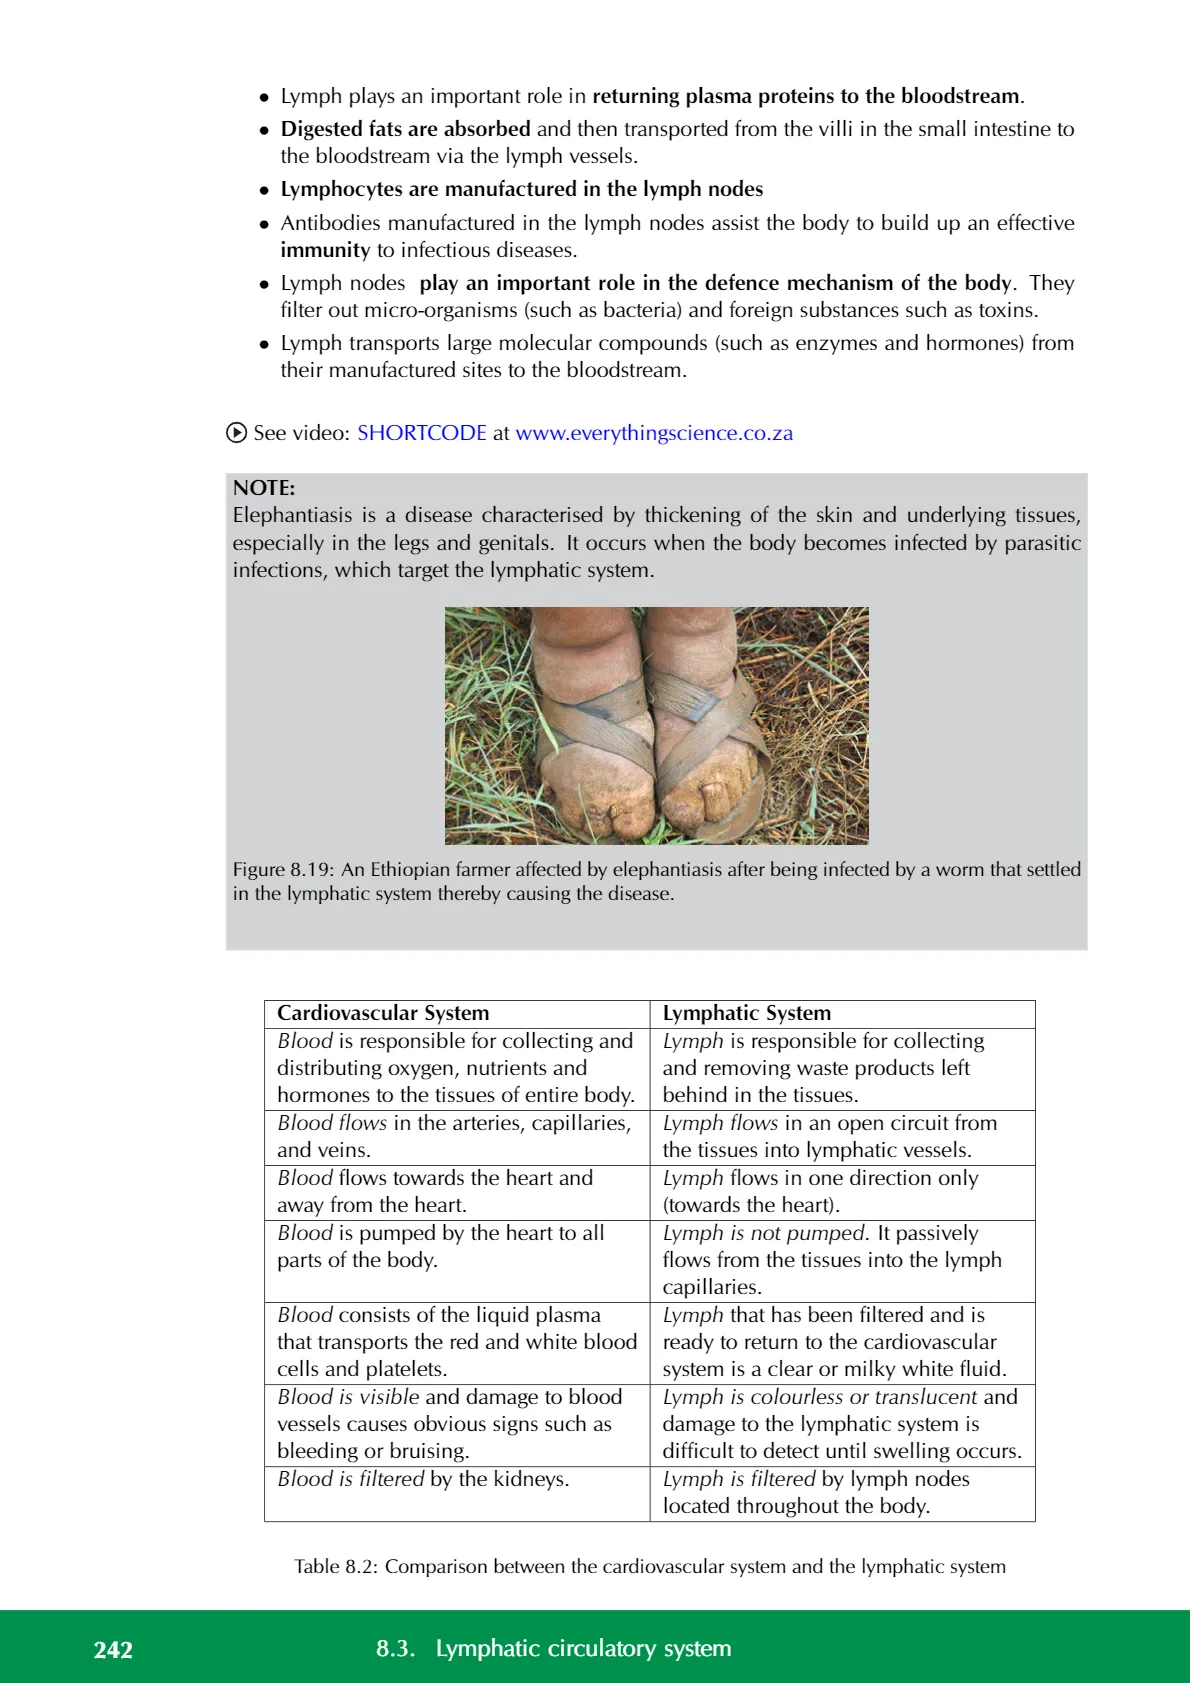 • Lymph plays an important role in returning plasma proteins to the bloodstream.
• Digested fats are absorbed and then transported from the villi in the small intestine to
the bloodstream via the lymph vessels.
• Lymphocytes are manufactured in the lymph nodes
• Antibodies manufactured in the lymph nodes assist the body to build up an effective
immunity to infectious diseases.
• Lymph nodes play an important role in the defence mechanism of the body. They
filter out micro-organisms (such as bacteria) and foreign substances such as toxins.
• Lymph transports large molecular compounds (such as enzymes and hormones) from
their manufactured sites to the bloodstream.
See video: SHORTCODE at www.everythingscience.co.za
NOTE:
Elephantiasis is a disease characterised by thickening of the skin and underlying tissues,
especially in the legs and genitals. It occurs when the body becomes infected by parasitic
infections, which target the lymphatic system.
Figure 8.19: An Ethiopian farmer affected by elephantiasis after being infected by a worm that settled
in the lymphatic system thereby causing the disease.
Cardiovascular System
Lymphatic System
Blood is responsible for collecting and
distributing oxygen, nutrients and
hormones to the tissues of entire body.
Lymph is responsible for collecting
and removing waste products left
behind in the tissues.
Blood flows in the arteries, capillaries,
and veins.
Lymph flows in an open circuit from
the tissues into lymphatic vessels.
Blood flows towards the heart and
away from the heart.
Lymph flows in one direction only
(towards the heart).
Blood is pumped by the heart to all
parts of the body.
Lymph is not pumped. It passively
flows from the tissues into the lymph
capillaries.
Blood consists of the liquid plasma
that transports the red and white blood
cells and platelets.
Lymph that has been filtered and is
ready to return to the cardiovascular
system is a clear or milky white fluid.
Blood is visible and damage to blood
vessels causes obvious signs such as
bleeding or bruising.
Lymph is colourless or translucent and
damage to the lymphatic system is
difficult to detect until swelling occurs.
Blood is filtered by the kidneys.
Lymph is filtered by lymph nodes
located throughout the body.
Table 8.2: Comparison between the cardiovascular system and the lymphatic system
242
8.3. Lymphatic circulatory system